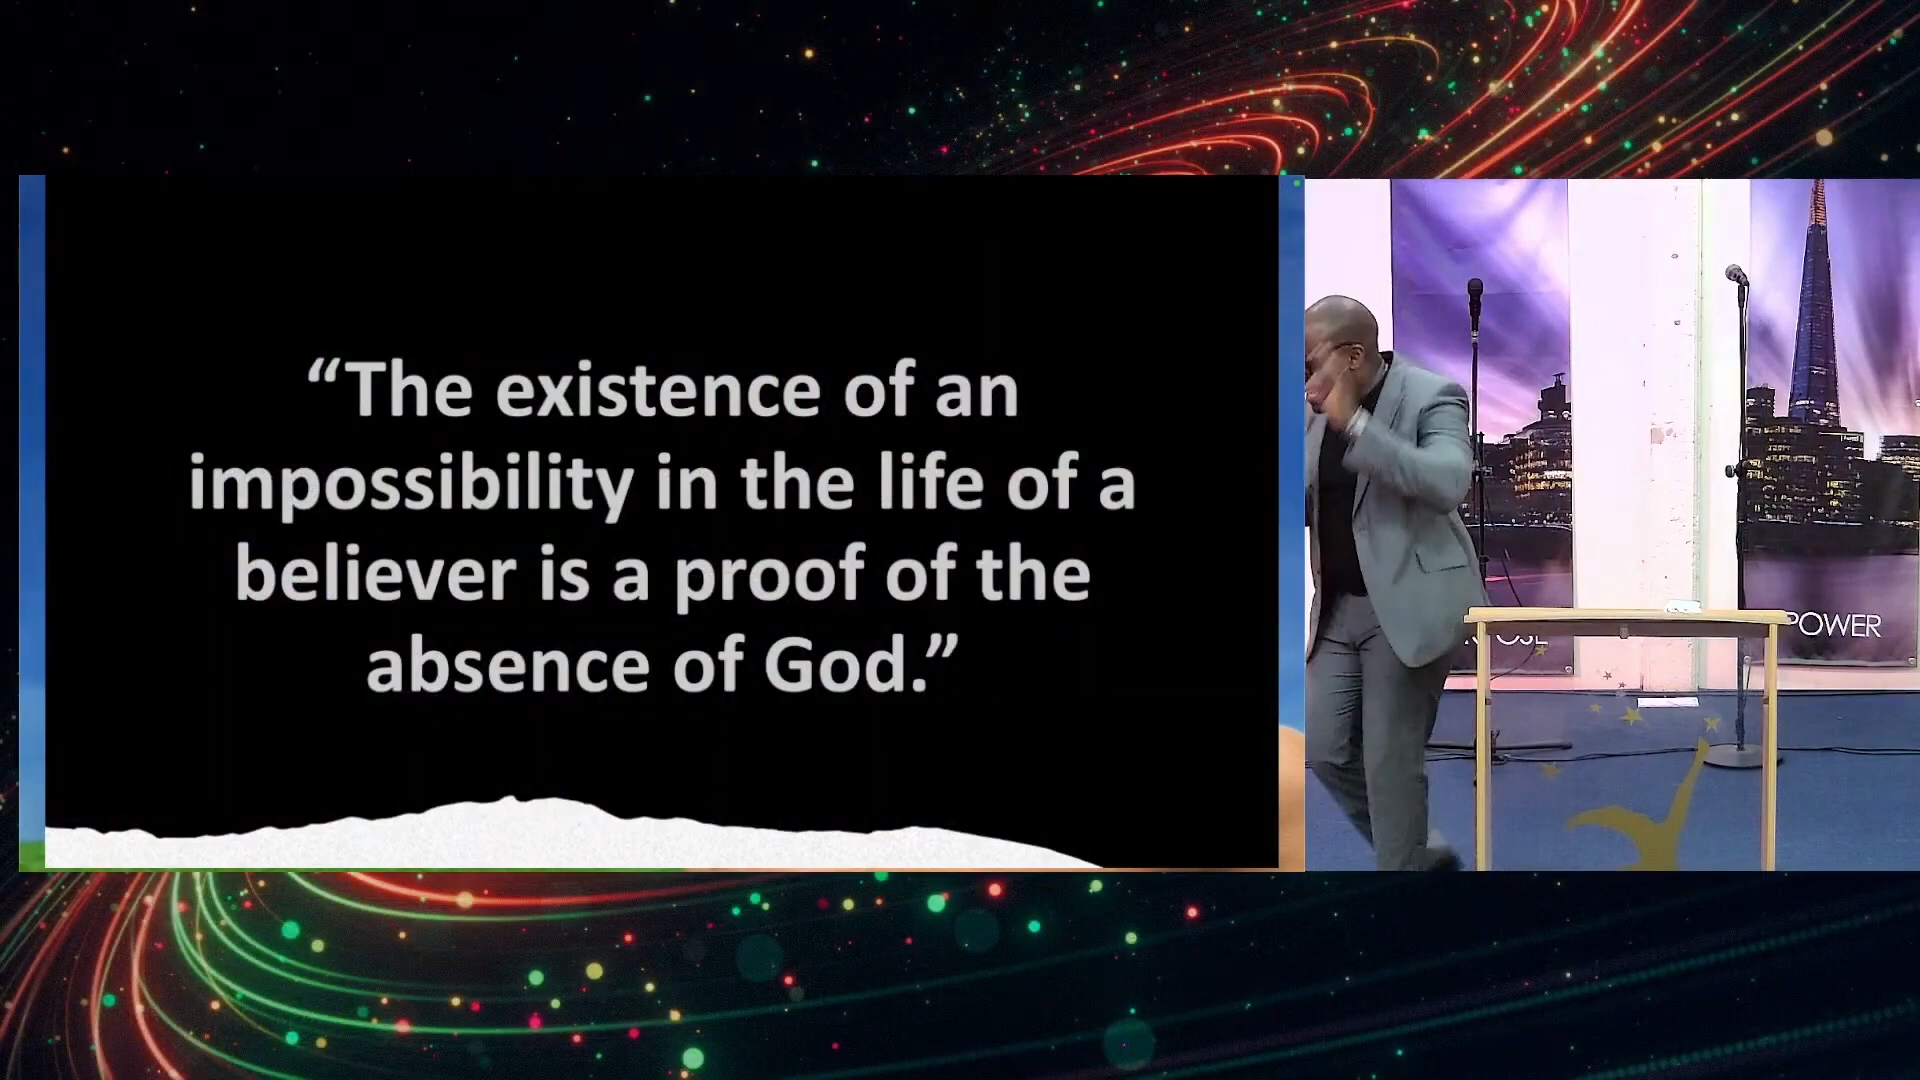 “The existence of an
impossibility in the life of a
believer is a proof of the
absence of God.”
POWER